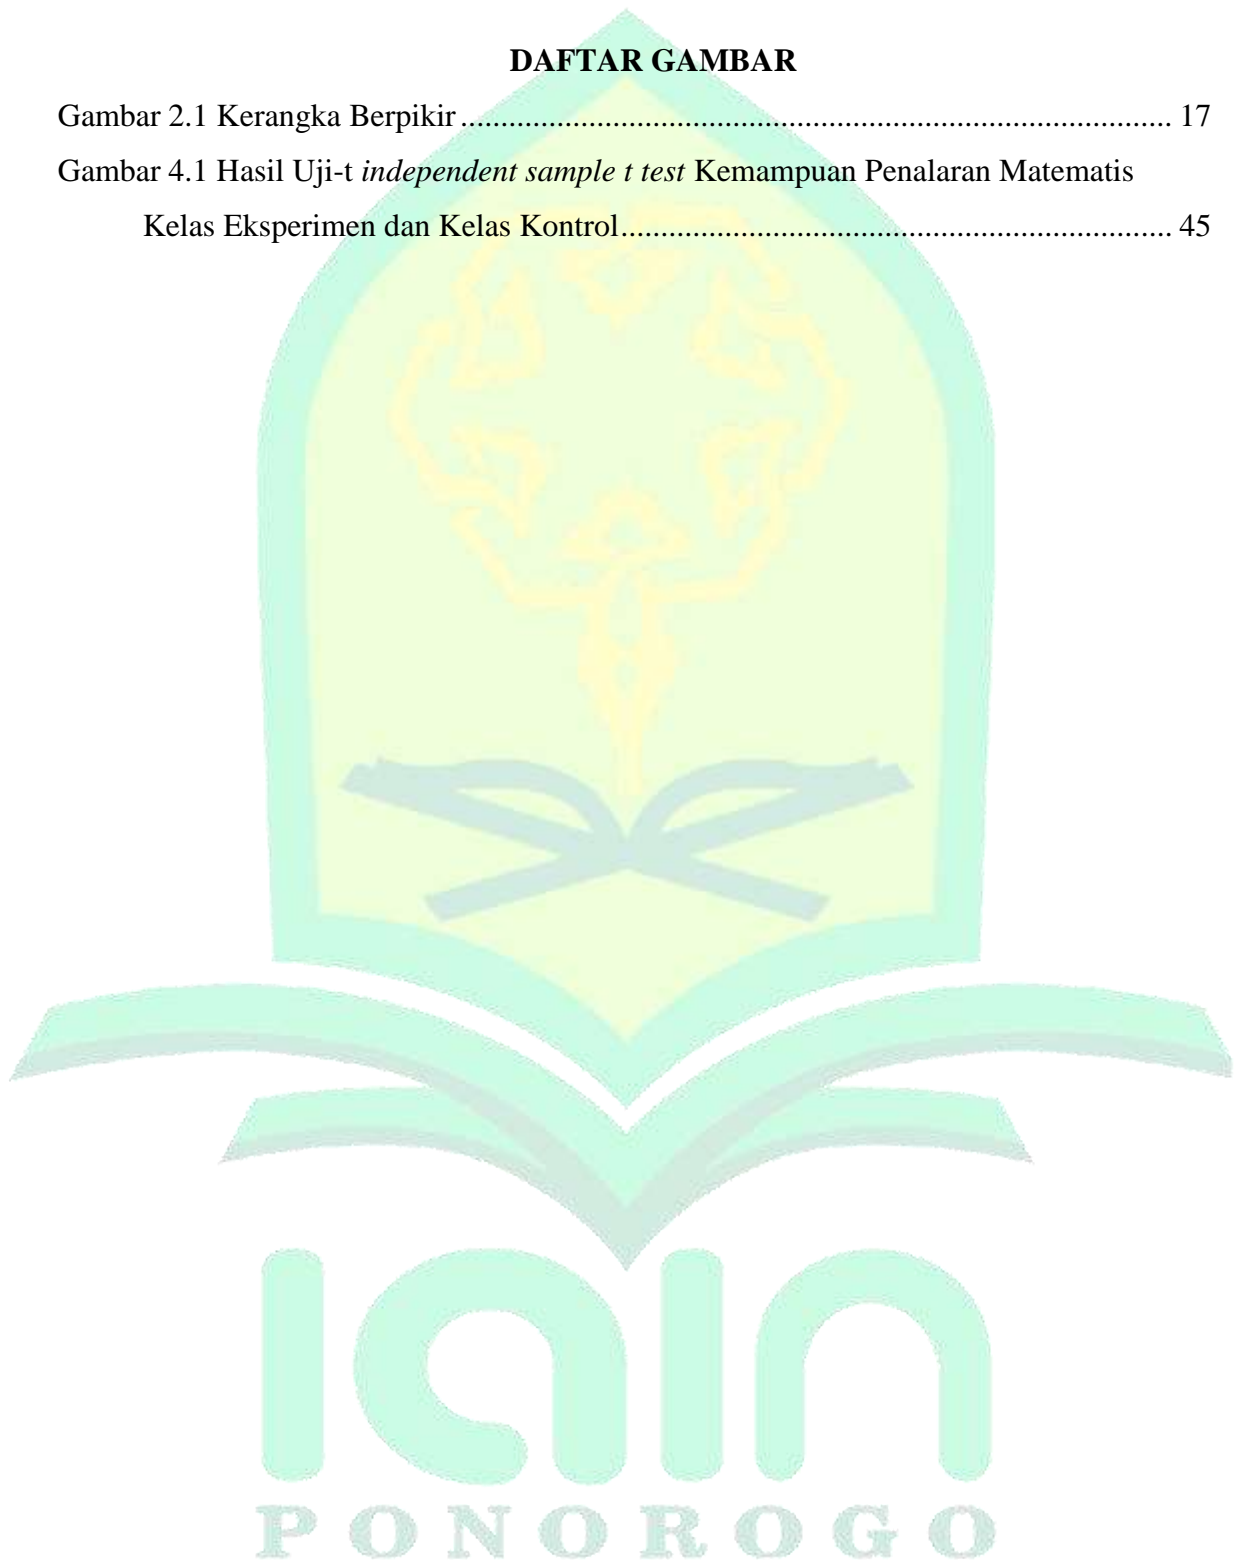 DAFTAR GAMBAR
Gambar 2.1 Kerangka Berpikir....................................................................................... 17
Gambar 4.1 Hasil Uji-t independent sample t test Kemampuan Penalaran Matematis
Kelas Eksperimen dan Kelas Kontrol................................................................... 45
iain
PONOROGO